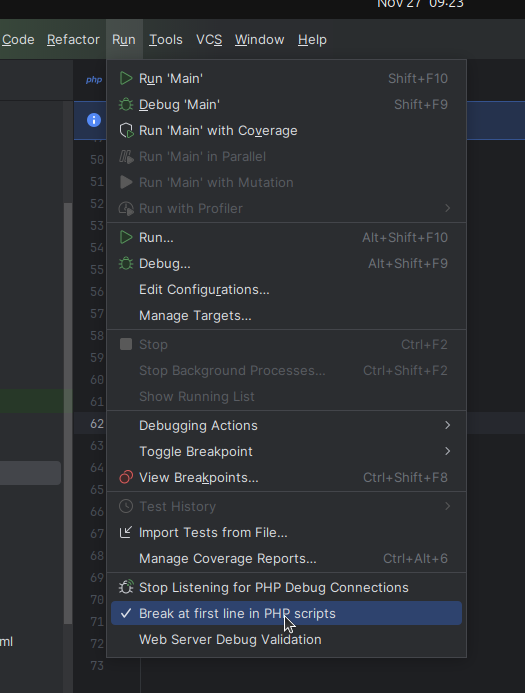 Nov 27 09:23
Code Refactor Run Tools VCS Window Help
php
Run 'Main' Shift+F10
Debug 'Main' Shift+F9
Run 'Main' with Coverage
50
Run 'Main' in Parallel
51
Run 'Main' with Mutation
52
Run with Profiler
53
Run... Alt+Shift+F10
54
Debug... Alt+Shift+F9
55
Edit Configurations...
56
Manage Targets...
57
58
Stop Ctrl+F2
59
Stop Background Processes... Ctrl+Shift+F2
60
Show Running List
61
62
Debugging Actions
63
Toggle Breakpoint
64
View Breakpoints... Ctrl+Shift+F8
65
Test History
66
Import Tests from File...
67
Manage Coverage Reports... Ctrl+Alt+6
68
69
Stop Listening for PHP Debug Connections
70
Break at first line in PHP scripts
71
Web Server Debug Validation
ml
72
73